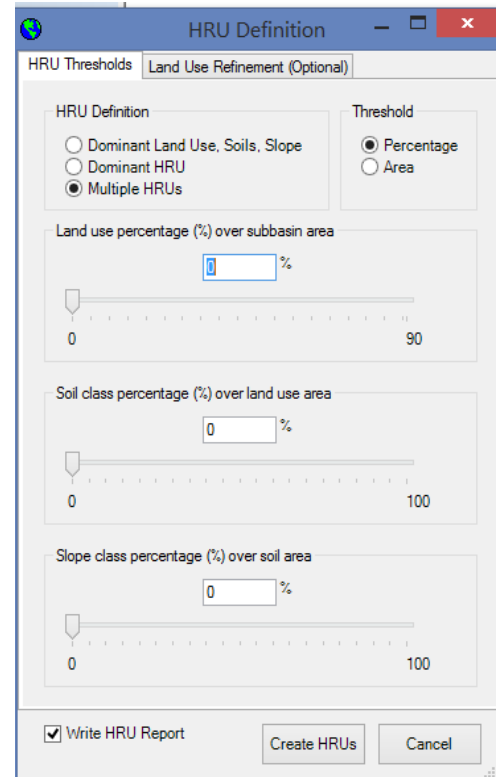 HRU Definition
HRU Thresholds Land Use Refinement (Optional)
HRU Definition
Dominant Land Use, Soils, Slope
Dominant HRU
Multiple HRUs
Threshold
Percentage
Area
Land use percentage (%) over subbasin area
0 %
0 90
Soil class percentage (%) over land use area
0 %
0 100
Slope class percentage (%) over soil area
0 %
0 100
Write HRU Report
Create HRUs
Cancel